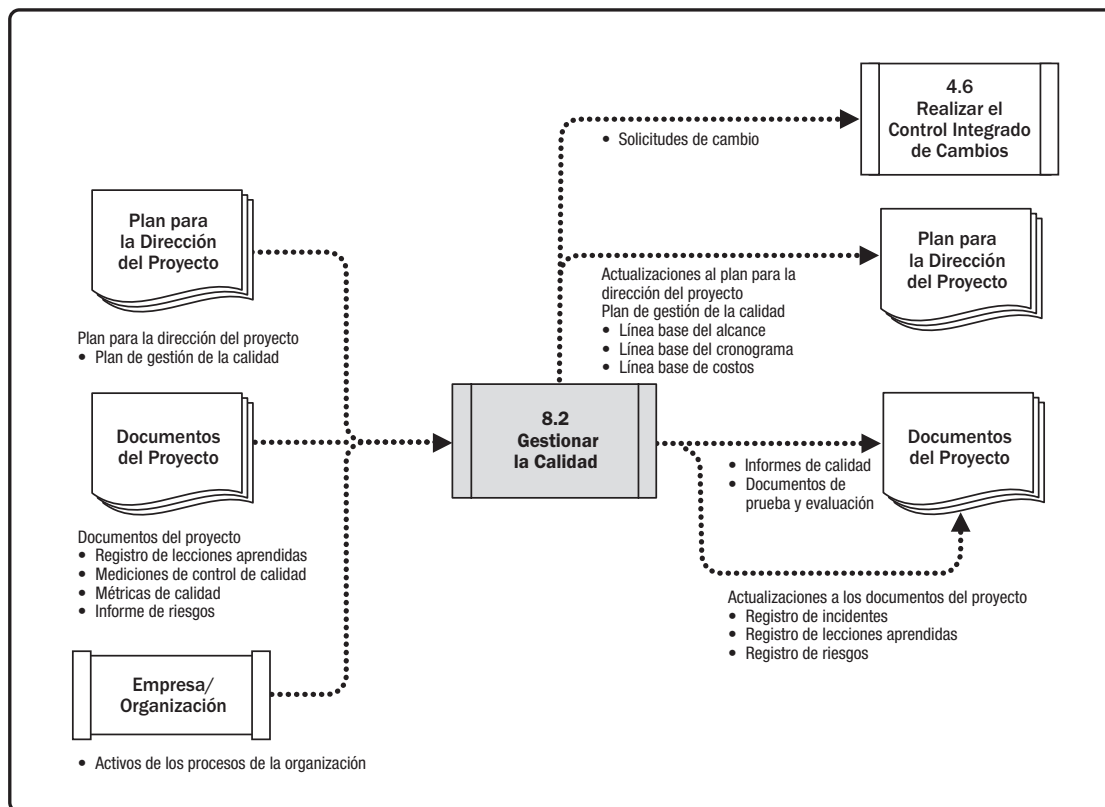 4.6
Realizar el
Control Integrado
de Cambios
• Solicitudes de cambio
Plan para
la Dirección
del Proyecto
Plan para la dirección del proyecto
• Plan de gestión de la calidad
Plan para
la Dirección
del Proyecto
Actualizaciones al plan para la
dirección del proyecto
Plan de gestión de la calidad
• Línea base del alcance
• Línea base del cronograma
• Línea base de costos
8.2
Gestionar
la Calidad
Documentos
del Proyecto
Documentos del proyecto
• Registro de lecciones aprendidas
• Mediciones de control de calidad
• Métricas de calidad
• Informe de riesgos
Documentos
del Proyecto
• Informes de calidad
• Documentos de
prueba y evaluación
Actualizaciones a los documentos del proyecto
• Registro de incidentes
• Registro de lecciones aprendidas
• Registro de riesgos
Empresa/
Organización
• Activos de los procesos de la organización